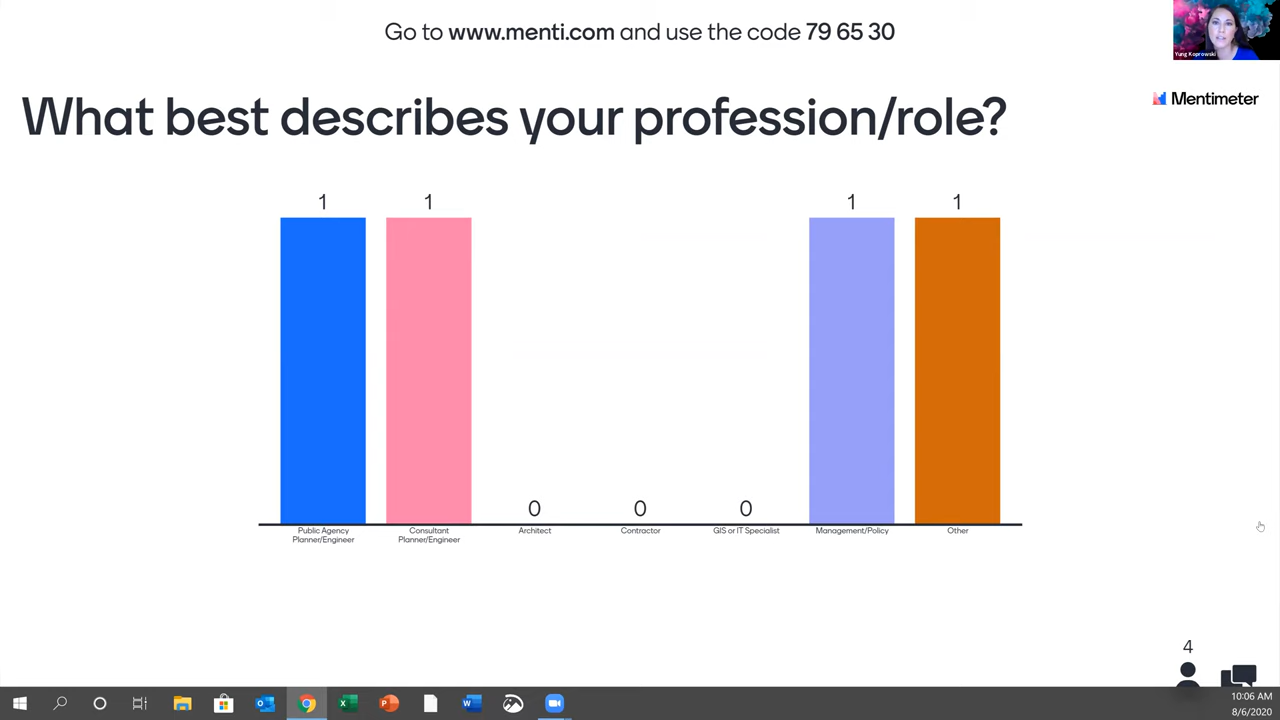 Go to www.menti.com and use the code 79 65 30
Yung Koprowski
What best describes your profession/role?
Mentimeter
1
1
0
0
0
1
1
Public Agency
Planner/Engineer
Consultant
Planner/Engineer
Architect
Contractor
GIS or IT Specialist
Management/Policy
Other
4
10:06 AM
8/6/2020